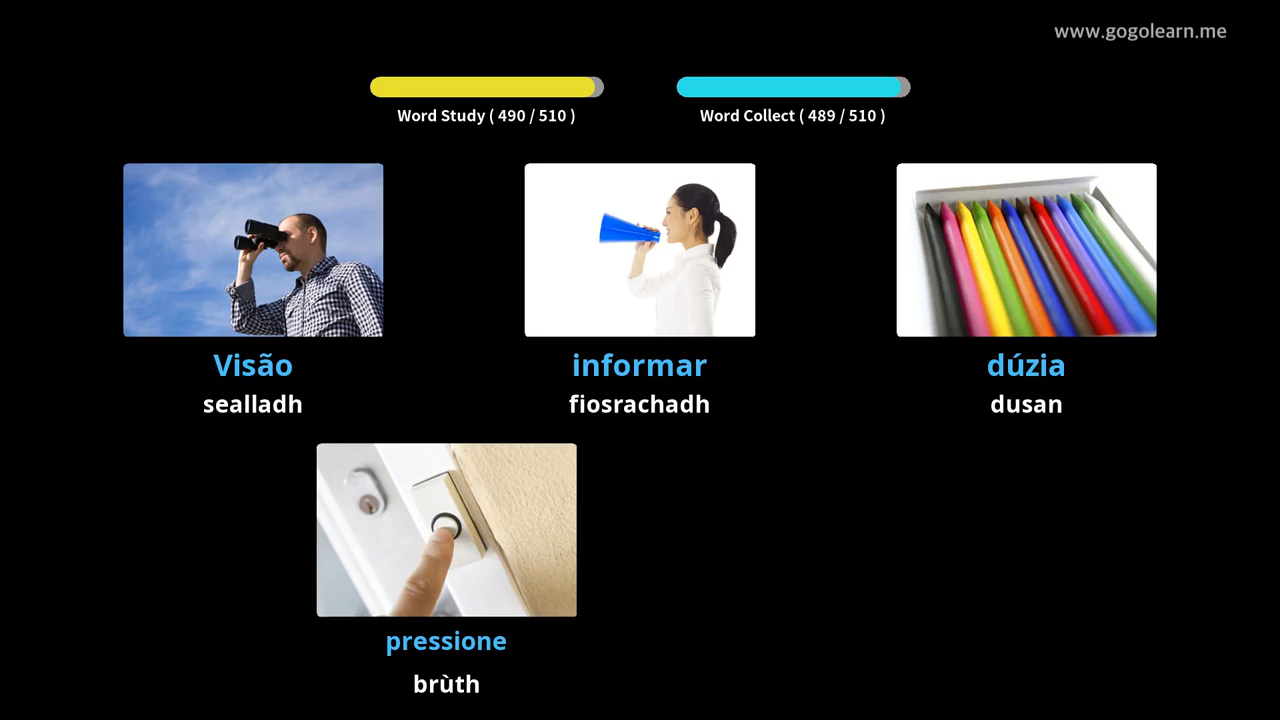 www.gogolearn.me
Word Study ( 490 / 510 )
Word Collect ( 489 / 510 )
Visão
sealladh
informar
fiosrachadh
dúzia
dusan
pressione
brùth